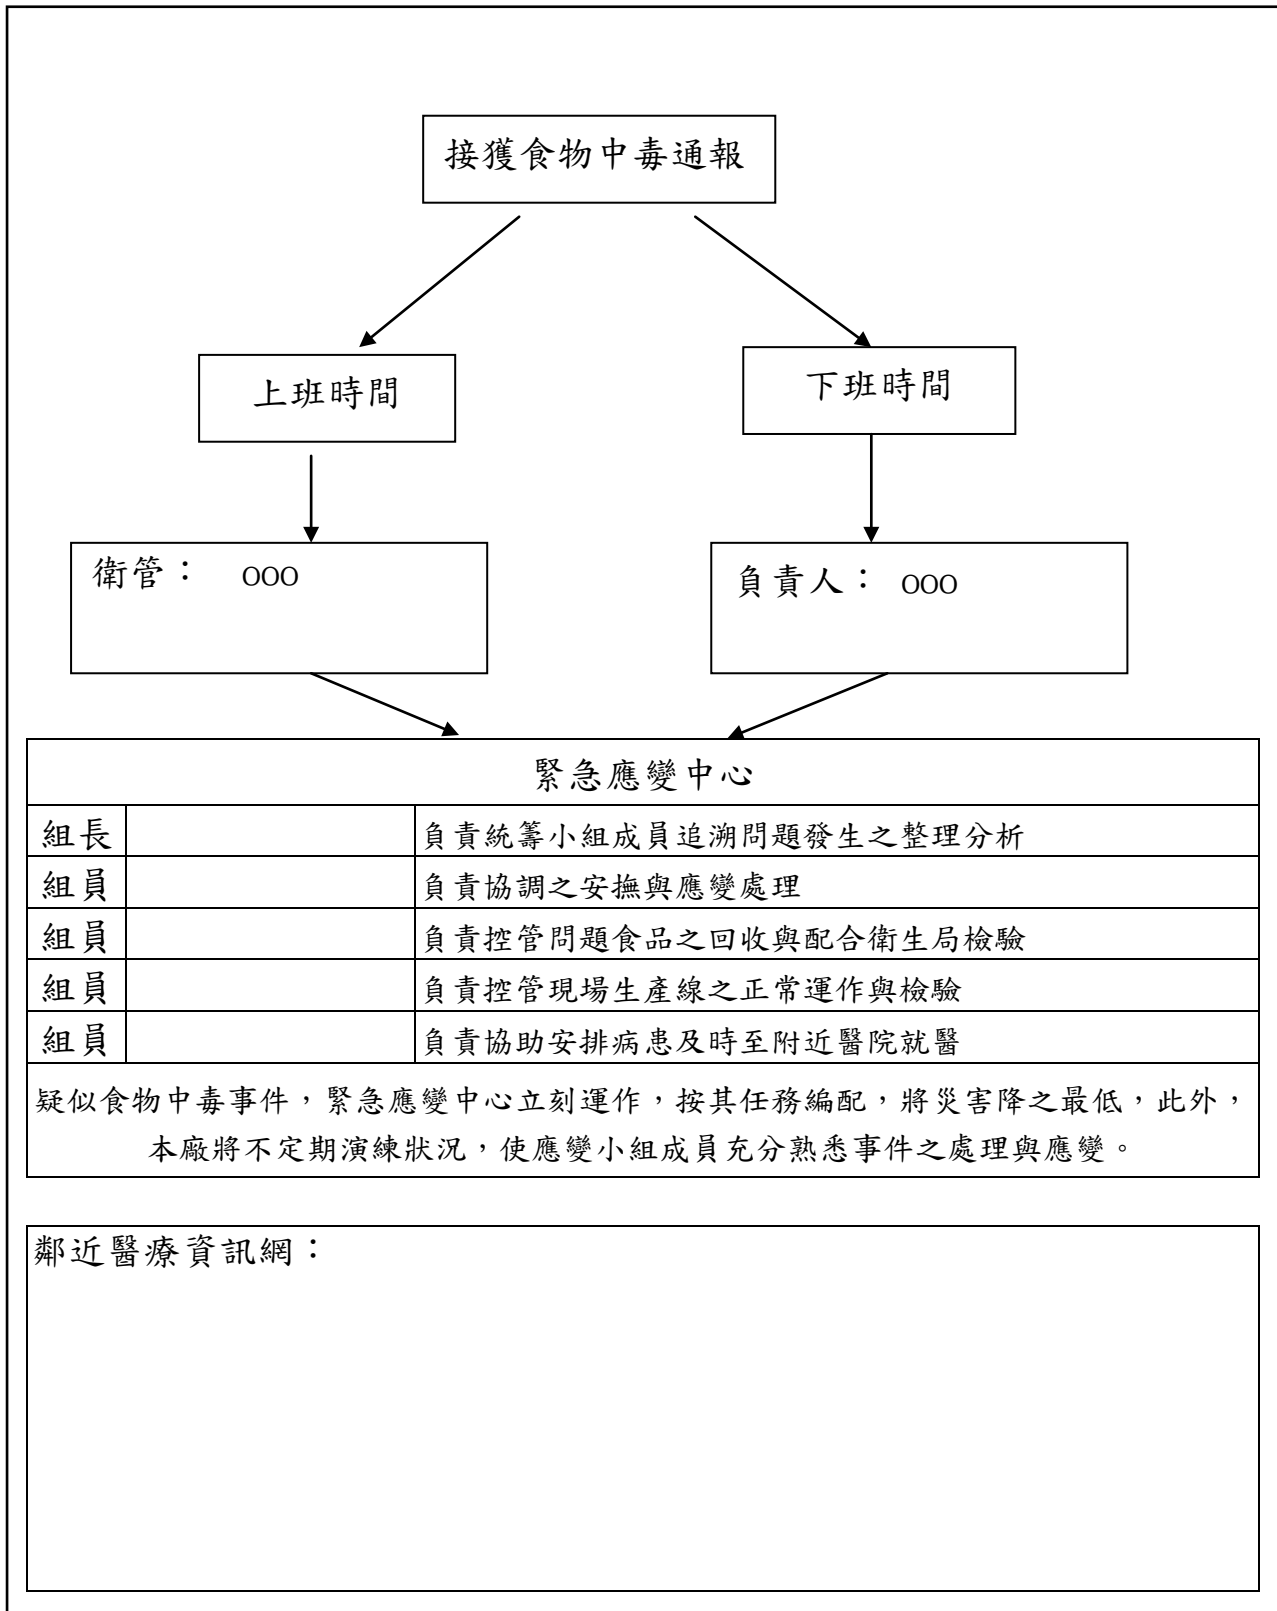 接獲食物中毒通報
上班時間
下班時間
衛管： OOO
負責人： OOO
緊急應變中心
組長 負責統籌小組成員追溯問題發生之整理分析
組員 負責協調之安撫與應變處理
組員 負責控管問題食品之回收與配合衛生局檢驗
組員 負責控管現場生產線之正常運作與檢驗
組員 負責協助安排病患及時至附近醫院就醫
疑似食物中毒事件，緊急應變中心立刻運作，按其任務編配，將災害降之最低，此外，
本廠將不定期演練狀況，使應變小組成員充分熟悉事件之處理與應變。
鄰近醫療資訊網：